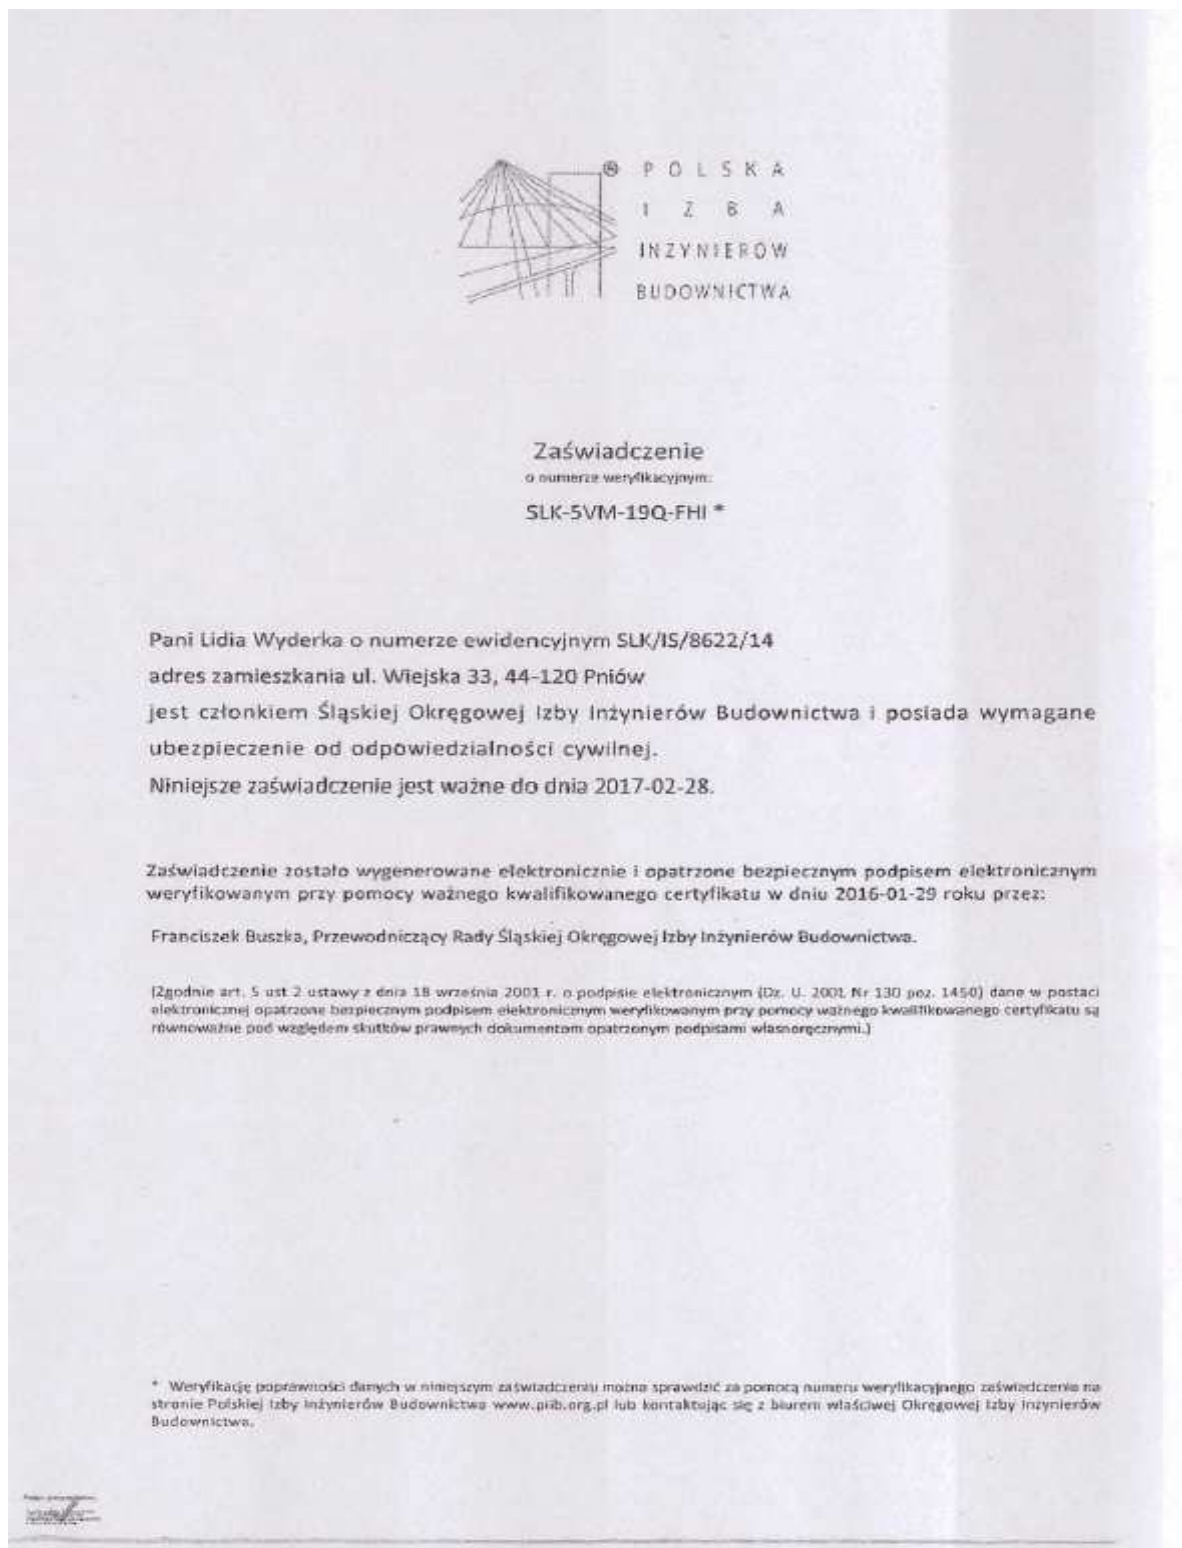 POLSKA
IZBA
INŻYNIERÓW
BUDOWNICTWA
Zaświadczenie
o numerze weryfikacyjnym:
SLK-5VM-19Q-FHI *
Pani Lidia Wyderka o numerze ewidencyjnym SLK/IS/8622/14
adres zamieszkania ul. Wiejska 33, 44-120 Pniów
jest członkiem Śląskiej Okręgowej Izby Inżynierów Budownictwa i posiada wymagane
ubezpieczenie od odpowiedzialności cywilnej.
Niniejsze zaświadczenie jest ważne do dnia 2017-02-28.
Zaświadczenie zostało wygenerowane elektronicznie i opatrzone bezpiecznym podpisem elektronicznym
weryfikowanym przy pomocy ważnego kwalifikowanego certyfikatu w dniu 2016-01-29 roku przez:
Franciszek Buszka, Przewodniczący Rady Śląskiej Okręgowej Izby Inżynierów Budownictwa.
(Zgodnie art. 5 ust 2 ustawy z dnia 18 września 2001 r. o podpisie elektronicznym (Dz. U. 2001 Nr 130 poz. 1450) dane w postaci
elektronicznej opatrzone bezpiecznym podpisem elektronicznym weryfikowanym przy pomocy ważnego kwalifikowanego certyfikatu są
równoważne pod względem skutków prawnych dokumentom opatrzonym podpisami własnoręcznymi.)
* Weryfikację poprawności danych w niniejszym zaświadczeniu można sprawdzić za pomocą numeru weryfikacyjnego zaświadczenia na
stronie Polskiej Izby Inżynierów Budownictwa www.piib.org.pl lub kontaktując się z biurem właściwej Okręgowej Izby Inżynierów
Budownictwa.